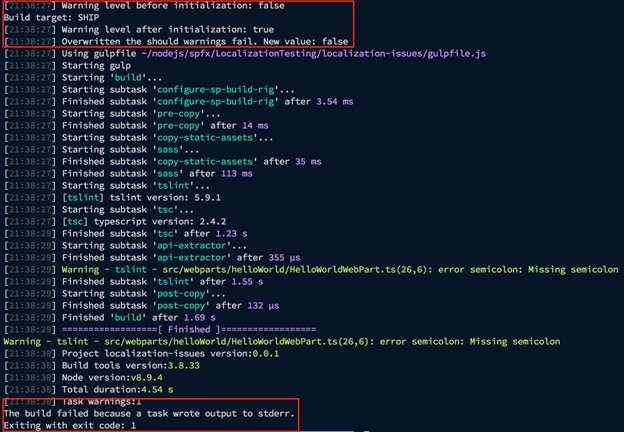 [21:38:27] Warning level before initialization: false
Build target: SHIP
[21:38:27] Warning level after initialization: true
[21:38:27] Overwritten the should warnings fail. New value: false
[21:38:27] Using gulpfile ~/nodejs/spfx/LocalizationTesting/localization-issues/gulpfile.js
[21:38:27] Starting gulp
[21:38:27] Starting 'build'...
[21:38:27] Starting subtask 'configure-sp-build-rig'...
[21:38:27] Finished subtask 'configure-sp-build-rig' after 3.54 ms
[21:38:27] Starting subtask 'pre-copy'...
[21:38:27] Finished subtask 'pre-copy' after 14 ms
[21:38:27] Starting subtask 'copy-static-assets'...
[21:38:27] Starting subtask 'sass'...
[21:38:27] Finished subtask 'copy-static-assets' after 35 ms
[21:38:27] Finished subtask 'sass' after 113 ms
[21:38:27] Starting subtask 'tslint'...
[21:38:27] [tslint] tslint version: 5.9.1
[21:38:27] Starting subtask 'tsc'...
[21:38:27] [tsc] typescript version: 2.4.2
[21:38:29] Finished subtask 'tsc' after 1.23 s
[21:38:29] Starting subtask 'api-extractor'...
[21:38:29] Finished subtask 'api-extractor' after 355 μs
[21:38:29] Warning - tslint - src/webparts/helloWorld/HelloWorldWebPart.ts(26,6): error semicolon: Missing semicolon
[21:38:29] Finished subtask 'tslint' after 1.55 s
[21:38:29] Starting subtask 'post-copy'...
[21:38:29] Finished subtask 'post-copy' after 132 μs
[21:38:29] Finished 'build' after 1.69 s
[21:38:29] ==================[ Finished ]==================
Warning - tslint - src/webparts/helloWorld/HelloWorldWebPart.ts(26,6): error semicolon: Missing semicolon
[21:38:30] Project localization-issues version:0.0.1
[21:38:30] Build tools version:3.8.33
[21:38:30] Node version:v8.9.4
[21:38:30] Total duration:4.54 s
[21:38:30] Task warnings:1
The build failed because a task wrote output to stderr.
Exiting with exit code: 1